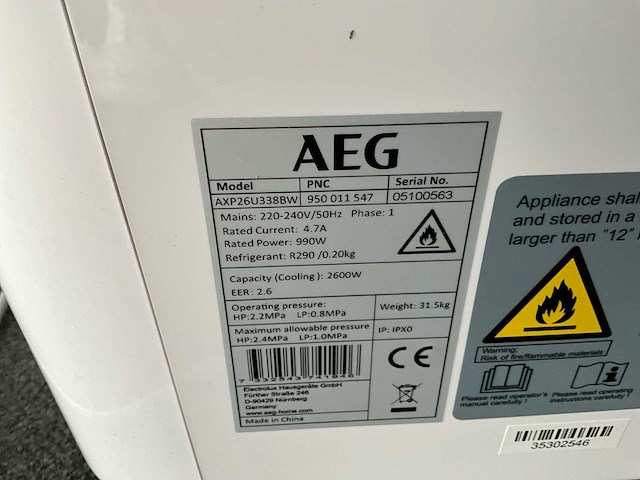 AEG
Model PNC Serial No.
AXP26U338BW 950 011 547 05100563
Mains: 220-240V/50Hz Phase: 1
Rated Current: 4.7A
Rated Power: 990W
Refrigerant: R290 /0.20kg
Capacity (Cooling): 2600W
EER: 2.6
Operating pressure:
HP:2.2MPa LP:0.8MPa
Weight: 31.5kg
Maximum allowable pressure
HP:2.4MPa LP:1.0MPa
IP: IPX0
CE
7 332543 741946
Electrolux Hausgeräte GmbH
Fürther Straße 246
D-90429 Nürnberg
Germany
www.aeg-home.com
Made in China
Appliance shal
and stored in a
larger than "12"
Warning;
Risk of fire/flammable materials
Please read operator's
manual carefully!
Please read operating
instructions carefully!
35302546